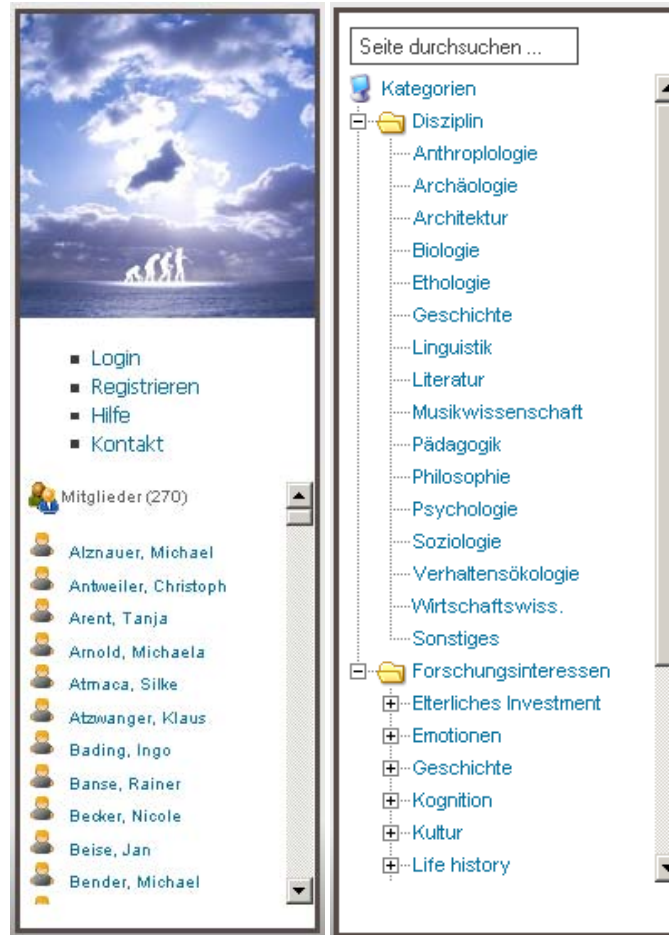 Login
Registrieren
Hilfe
Kontakt
Mitglieder (270)
Alznauer, Michael
Antweiler, Christoph
Arent, Tanja
Arnold, Michaela
Atmaca, Silke
Atzwanger, Klaus
Bading, Ingo
Banse, Rainer
Becker, Nicole
Beise, Jan
Bender, Michael
Seite durchsuchen ...
Kategorien
Disziplin
Anthroplologie
Archäologie
Architektur
Biologie
Ethologie
Geschichte
Linguistik
Literatur
Musikwissenschaft
Pädagogik
Philosophie
Psychologie
Soziologie
Verhaltensökologie
Wirtschaftswiss.
Sonstiges
Forschungsinteressen
Elterliches Investment
Emotionen
Geschichte
Kognition
Kultur
Life history